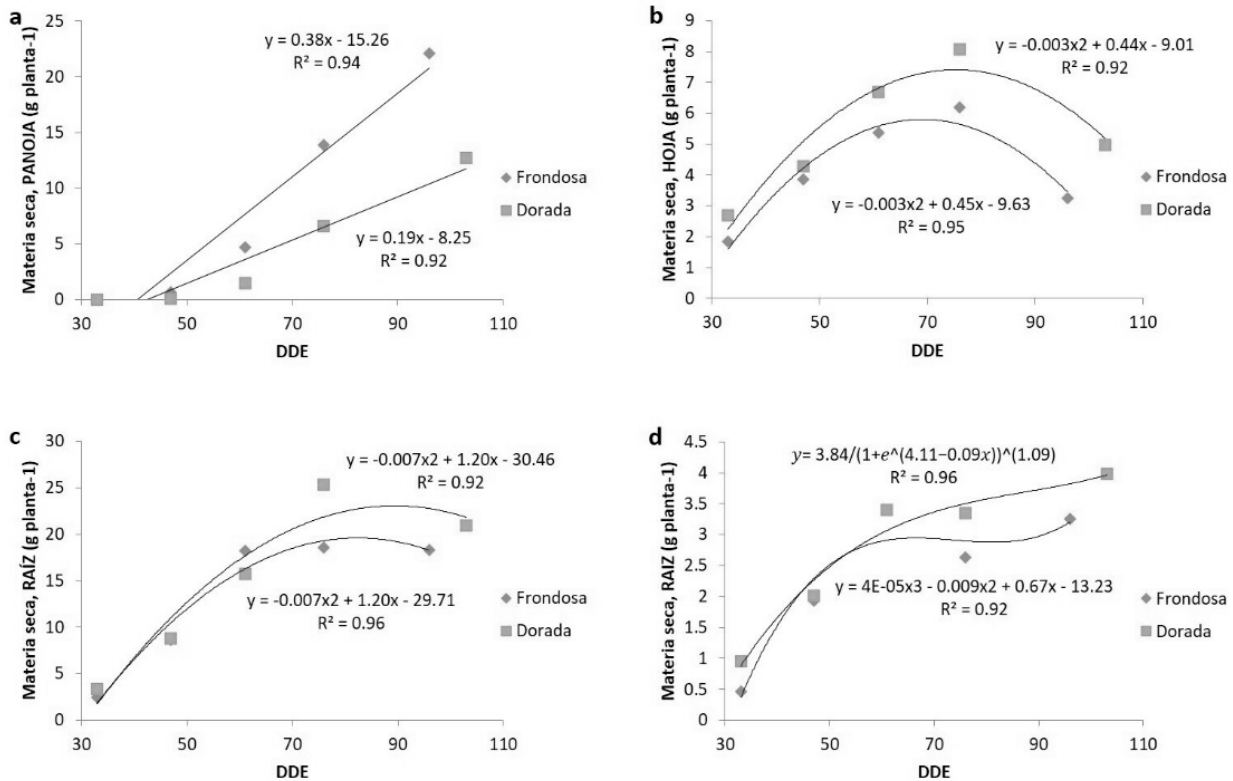 a
Materia seca, PANOJA (g planta-1)
25
20
15
10
5
0
y = 0.38x - 15.26
R² = 0.94
y = 0.19x - 8.25
R² = 0.92
Frondosa
Dorada
30 50 70 90 110
DDE
b
Materia seca, HOJA (g planta-1)
9
8
7
6
5
4
3
2
1
0
y = -0.003x2 + 0.44x - 9.01
R² = 0.92
y = -0.003x2 + 0.45x - 9.63
R² = 0.95
Frondosa
Dorada
30 50 70 90 110
DDE
c
Materia seca, RAÍZ (g planta-1)
30
25
20
15
10
5
0
y = -0.007x2 + 1.20x - 30.46
R² = 0.92
y = -0.007x2 + 1.20x - 29.71
R² = 0.96
Frondosa
Dorada
30 50 70 90 110
DDE
d
Materia seca, RAIZ (g planta-1)
4.5
4
3.5
3
2.5
2
1.5
1
0.5
0
y= 3.84/(1+e^(4.11−0.09x))^(1.09)
R² = 0.96
y = 4E-05x3 - 0.009x2 + 0.67x - 13.23
R² = 0.92
Frondosa
Dorada
30 50 70 90 110
DDE